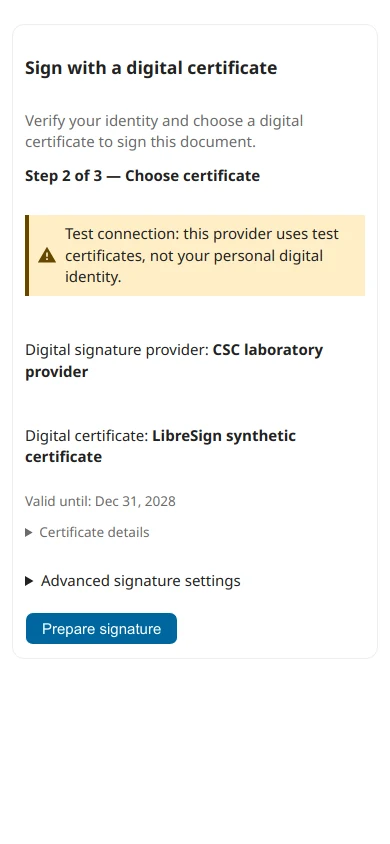 Sign with a digital certificate
Verify your identity and choose a digital
certificate to sign this document.
Step 2 of 3 — Choose certificate
Test connection: this provider uses test
certificates, not your personal digital
identity.
Digital signature provider: CSC laboratory
provider
Digital certificate: LibreSign synthetic
certificate
Valid until: Dec 31, 2028
Certificate details
Advanced signature settings
Prepare signature